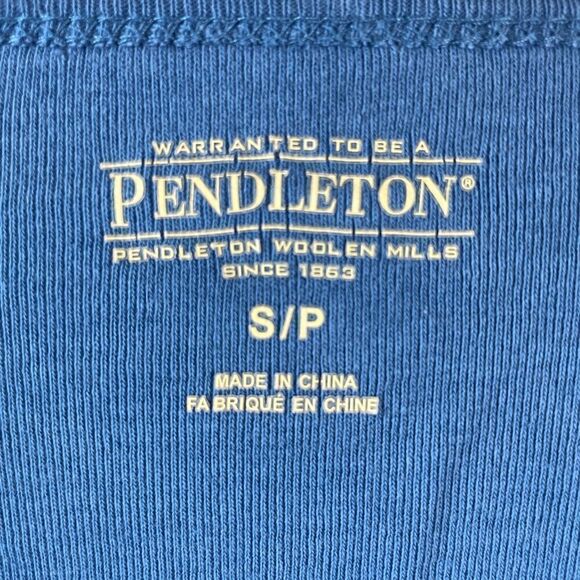 WARRANTED TO BE A
PENDLETON®
PENDLETON WOOLEN MILLS
SINCE 1863
S/P
MADE IN CHINA
FABRIQUÉ EN CHINE